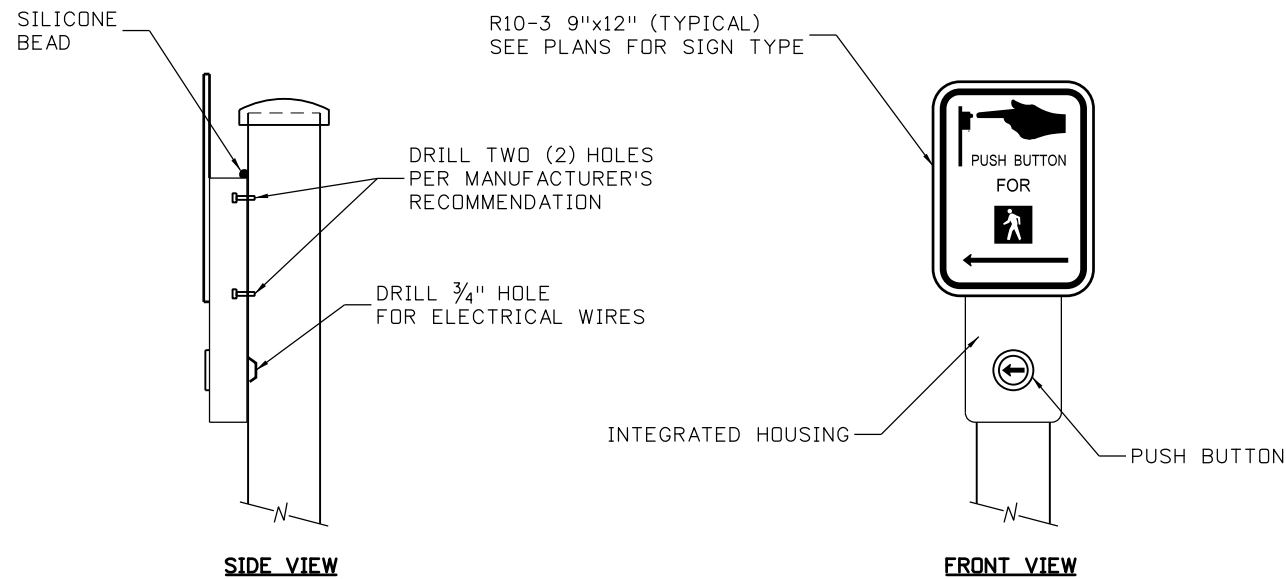 SILICONE
BEAD
R10-3 9"x12" (TYPICAL)
SEE PLANS FOR SIGN TYPE
DRILL TWO (2) HOLES
PER MANUFACTURER'S
RECOMMENDATION
DRILL ¾" HOLE
FOR ELECTRICAL WIRES
PUSH BUTTON
FOR
INTEGRATED HOUSING
PUSH BUTTON
N
N
SIDE VIEW
FRONT VIEW